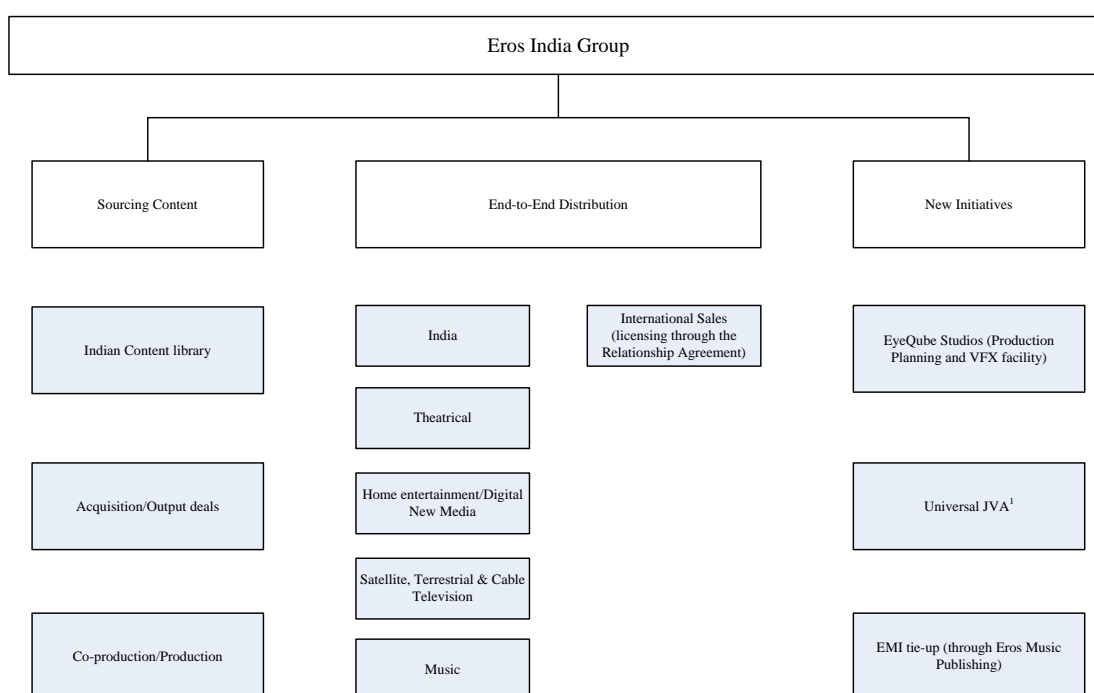 Eros India Group
Sourcing Content
End-to-End Distribution
New Initiatives
Indian Content library
India
International Sales
(licensing through the
Relationship Agreement)
EyeQube Studios (Production
Planning and VFX facility)
Theatrical
Acquisition/Output deals
Home entertainment/Digital
New Media
Universal JVA1
Satellite, Terrestrial & Cable
Television
Co-production/Production
Music
EMI tie-up (through Eros Music
Publishing)